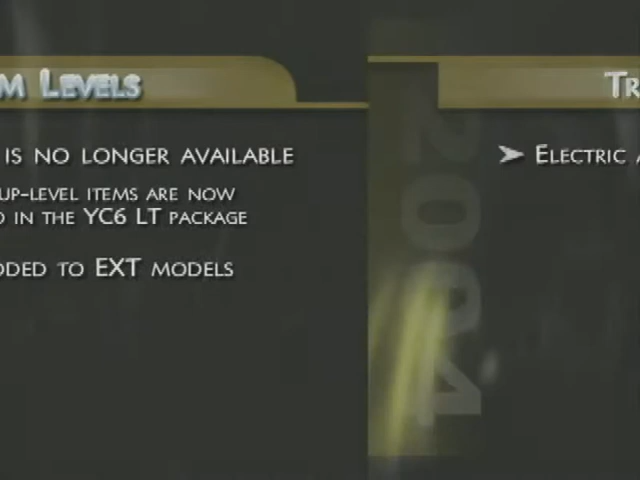 M LEVELS
IS NO LONGER AVAILABLE
UP-LEVEL ITEMS ARE NOW
IN THE YC6 LT PACKAGE
DDED TO EXT MODELS
2004
TR
➤ ELECTRIC A